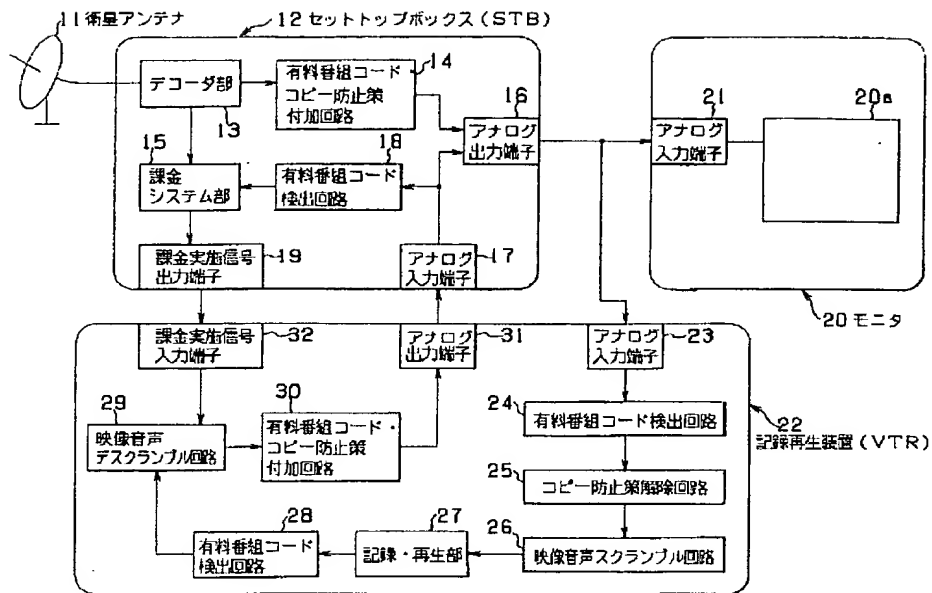 11 衛星アンテナ
12 セットトップボックス(STB)
デコーダ部
13
有料番組コード
コピー防止策
付加回路
14
15
課金
システム部
有料番組コード
検出回路
18
16
アナログ
出力端子
課金実施信号
出力端子
19
アナログ
入力端子
17
21
アナログ
入力端子
20a
20 モニタ
課金実施信号
入力端子
32
アナログ
出力端子
31
アナログ
入力端子
23
29
映像音声
デスクランブル回路
30
有料番組コード・
コピー防止策
付加回路
24
有料番組コード検出回路
22
記録再生装置(VTR)
25
コピー防止策解除回路
26
映像音声スクランブル回路
27
記録・再生部
28
有料番組コード
検出回路